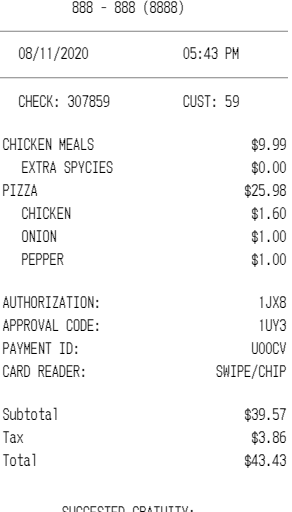 888 - 888 (8888)
08/11/2020 05:43 PM
CHECK: 307859 CUST: 59
CHICKEN MEALS $9.99
EXTRA SPYCIES $0.00
PIZZA $25.98
CHICKEN $1.60
ONION $1.00
PEPPER $1.00
AUTHORIZATION: 1JX8
APPROVAL CODE: 1UY3
PAYMENT ID: UOOCV
CARD READER: SWIPE/CHIP
Subtotal $39.57
Tax $3.86
Total $43.43
SUGGESTED GRATUITY: